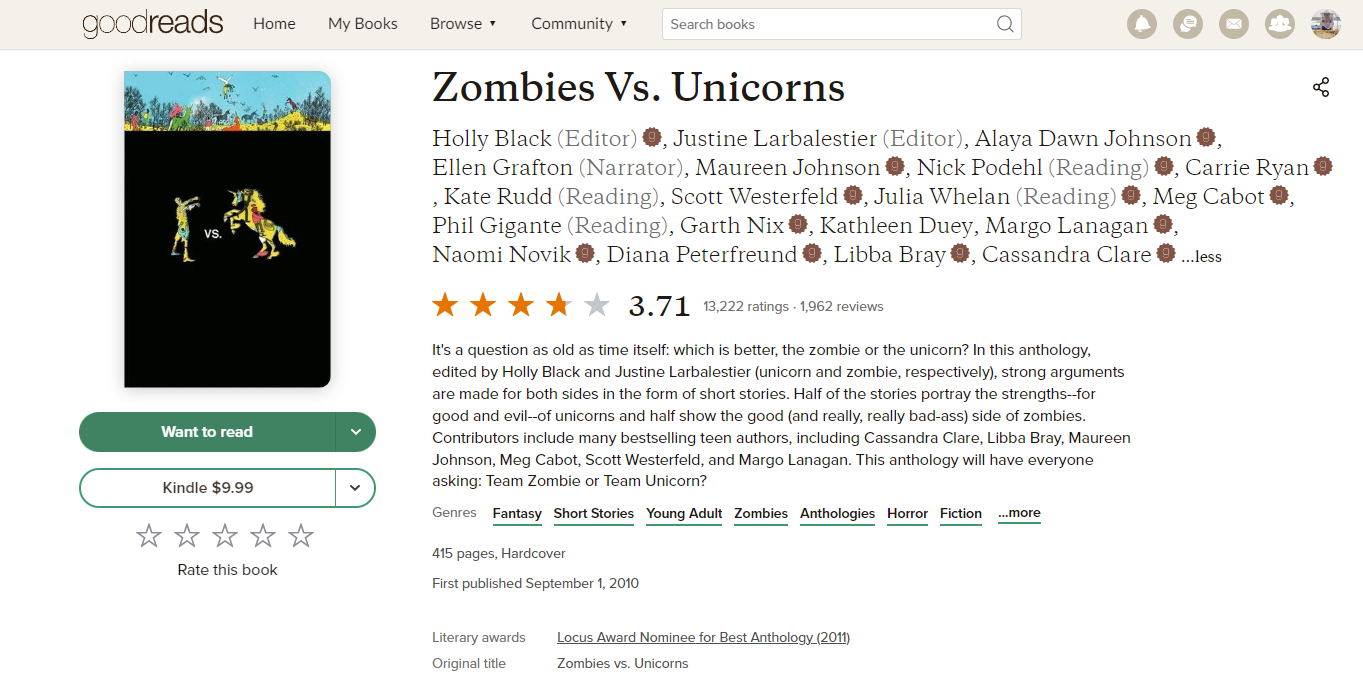 goodreads Home My Books Browse ▼ Community ▼ Search books
Zombies Vs. Unicorns
Holly Black (Editor), Justine Larbalestier (Editor), Alaya Dawn Johnson,
Ellen Grafton (Narrator), Maureen Johnson, Nick Podehl (Reading), Carrie Ryan
, Kate Rudd (Reading), Scott Westerfeld, Julia Whelan (Reading), Meg Cabot,
Phil Gigante (Reading), Garth Nix, Kathleen Duey, Margo Lanagan,
Naomi Novik, Diana Peterfreund, Libba Bray, Cassandra Clare ...less
3.71 13,222 ratings · 1,962 reviews
It's a question as old as time itself: which is better, the zombie or the unicorn? In this anthology,
edited by Holly Black and Justine Larbalestier (unicorn and zombie, respectively), strong arguments
are made for both sides in the form of short stories. Half of the stories portray the strengths--for
good and evil--of unicorns and half show the good (and really, really bad-ass) side of zombies.
Contributors include many bestselling teen authors, including Cassandra Clare, Libba Bray, Maureen
Johnson, Meg Cabot, Scott Westerfeld, and Margo Lanagan. This anthology will have everyone
asking: Team Zombie or Team Unicorn?
Genres Fantasy Short Stories Young Adult Zombies Anthologies Horror Fiction ...more
415 pages, Hardcover
First published September 1, 2010
Literary awards Locus Award Nominee for Best Anthology (2011)
Original title Zombies vs. Unicorns
vs.
Want to read
Kindle $9.99
Rate this book